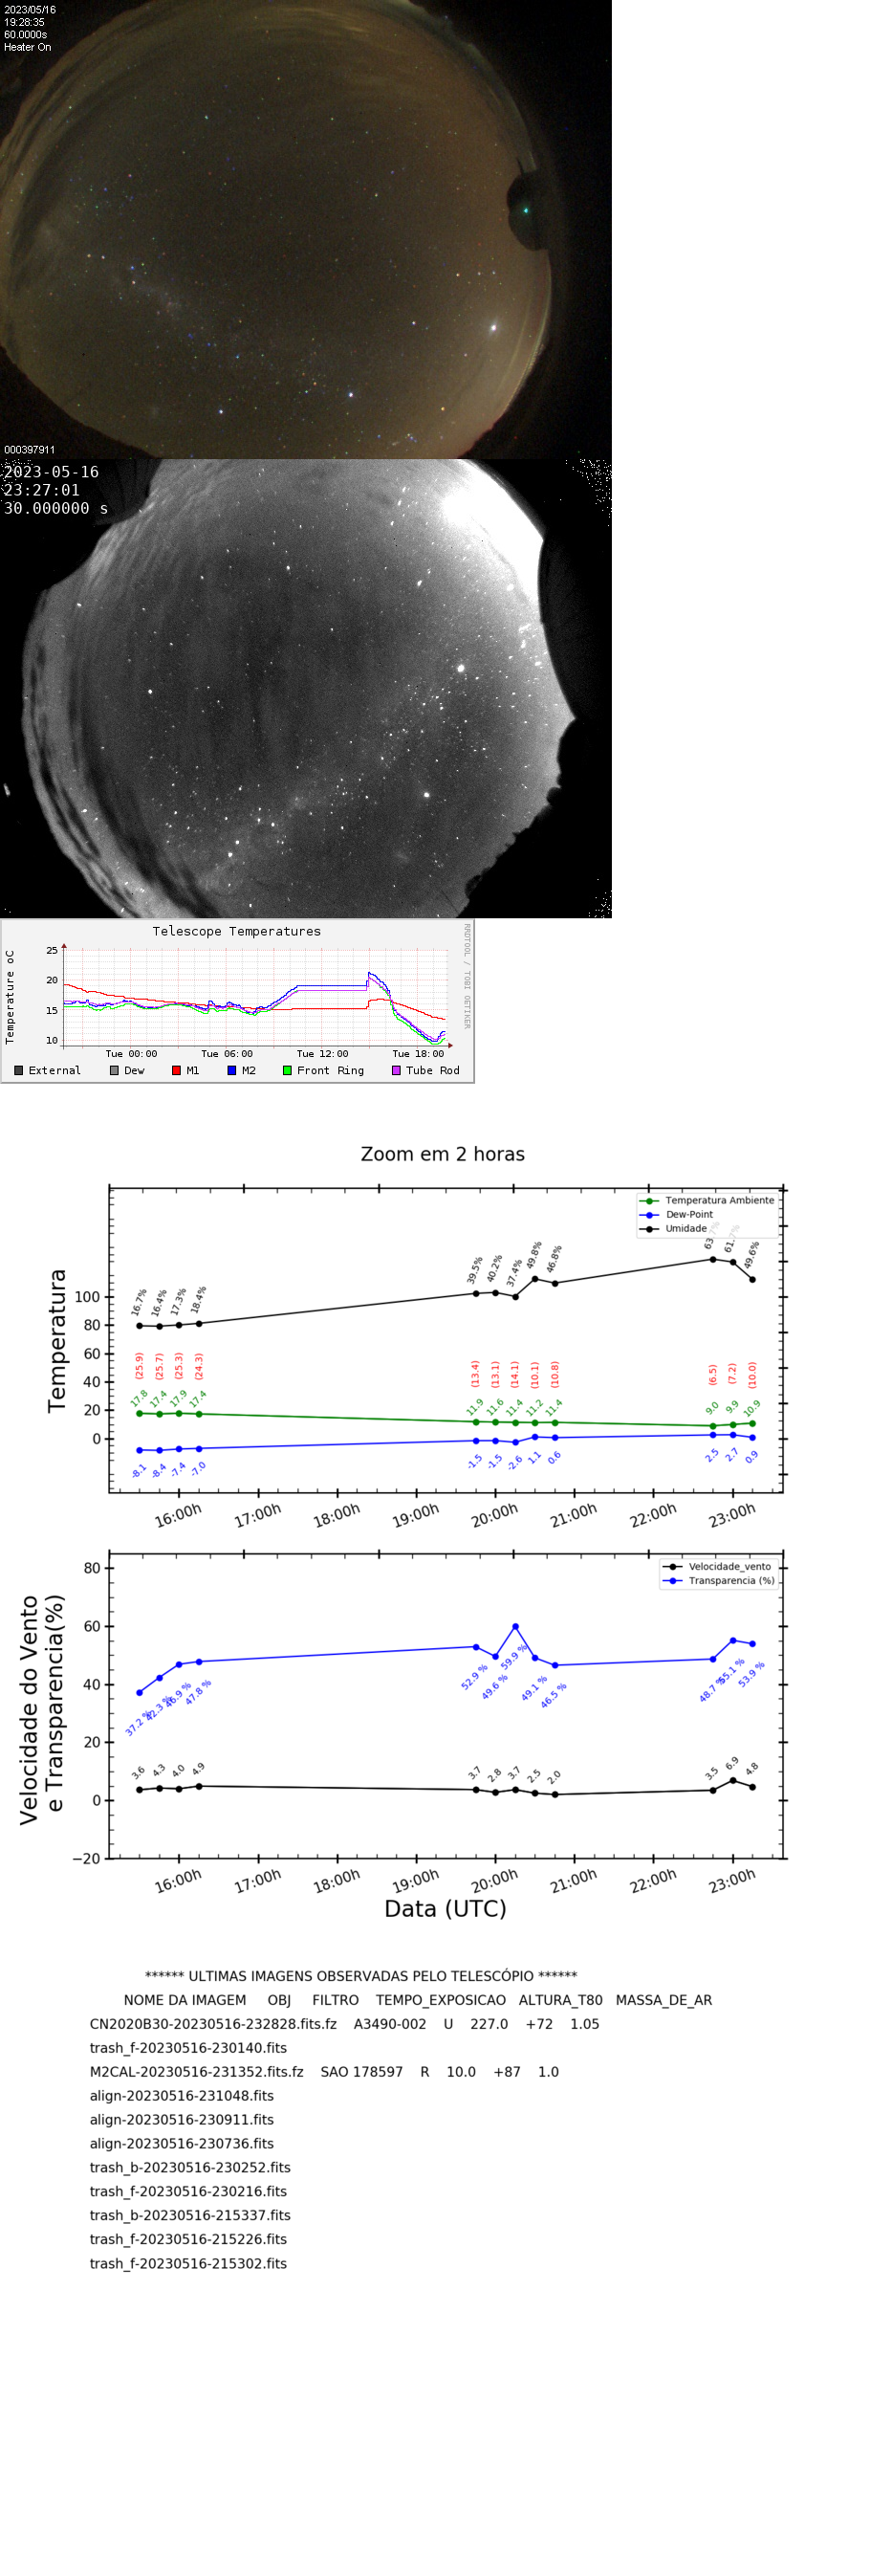 2023/05/16
19:28:35
60.0000s
Heater On
000397911
2023-05-16
23:27:01
30.000000 s
Telescope Temperatures
RRDTOOL / TOBI OETIKER
Temperature oC
25
20
15
10
Tue 00:00 Tue 06:00 Tue 12:00 Tue 18:00
External Dew M1 M2 Front Ring Tube Rod
Zoom em 2 horas
Temperatura Ambiente
Dew-Point
Umidade
Temperatura
100
80
60
40
20
0
16.7% 16.4% 17.3% 18.4% 39.5% 40.2% 37.4% 49.8% 46.8% 49.6%
(25.9) (25.7) (25.3) (24.3) (13.4) (13.1) (14.1) (10.1) (10.8) (6.5) (7.2) (10.0)
17.8 17.4 17.9 17.4 11.9 11.6 11.4 11.2 11.4 9.0 9.9 10.9
-8.1 -8.4 -7.4 -7.0 -1.5 -1.5 -2.6 1.1 0.6 2.5 2.7 0.9
16:00h 17:00h 18:00h 19:00h 20:00h 21:00h 22:00h 23:00h
Velocidade_vento
Transparencia (%)
Velocidade do Vento
e Transparencia(%)
80
60
40
20
0
−20
37.2 % 42.3 % 46.9 % 47.8 % 52.9 % 49.6 % 59.9 % 49.1 % 46.5 % 48.7 % 55.1 % 53.9 %
3.6 4.3 4.0 4.9 3.7 2.8 3.7 2.5 2.0 3.5 6.9 4.8
16:00h 17:00h 18:00h 19:00h 20:00h 21:00h 22:00h 23:00h
Data (UTC)
****** ULTIMAS IMAGENS OBSERVADAS PELO TELESCÓPIO ******
NOME DA IMAGEM OBJ FILTRO TEMPO_EXPOSICAO ALTURA_T80 MASSA_DE_AR
CN2020B30-20230516-232828.fits.fz A3490-002 U 227.0 +72 1.05
trash_f-20230516-230140.fits
M2CAL-20230516-231352.fits.fz SAO 178597 R 10.0 +87 1.0
align-20230516-231048.fits
align-20230516-230911.fits
align-20230516-230736.fits
trash_b-20230516-230252.fits
trash_f-20230516-230216.fits
trash_b-20230516-215337.fits
trash_f-20230516-215226.fits
trash_f-20230516-215302.fits